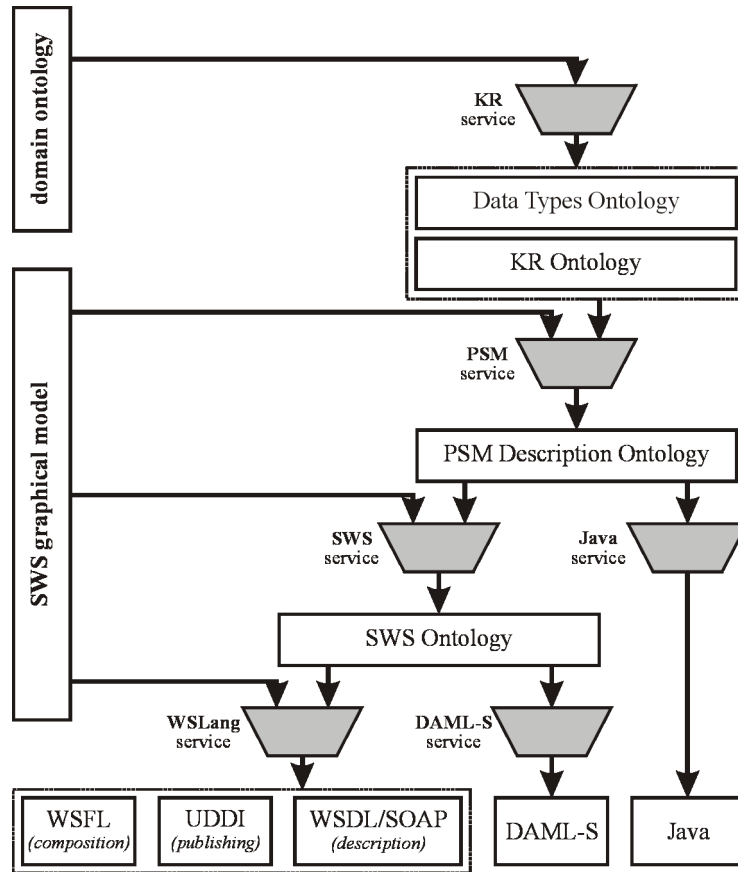 domain ontology
KR
service
Data Types Ontology
KR Ontology
SWS graphical model
PSM
service
PSM Description Ontology
SWS
service
Java
service
SWS Ontology
WSLang
service
DAML-S
service
WSFL
(composition)
UDDI
(publishing)
WSDL/SOAP
(description)
DAML-S
Java